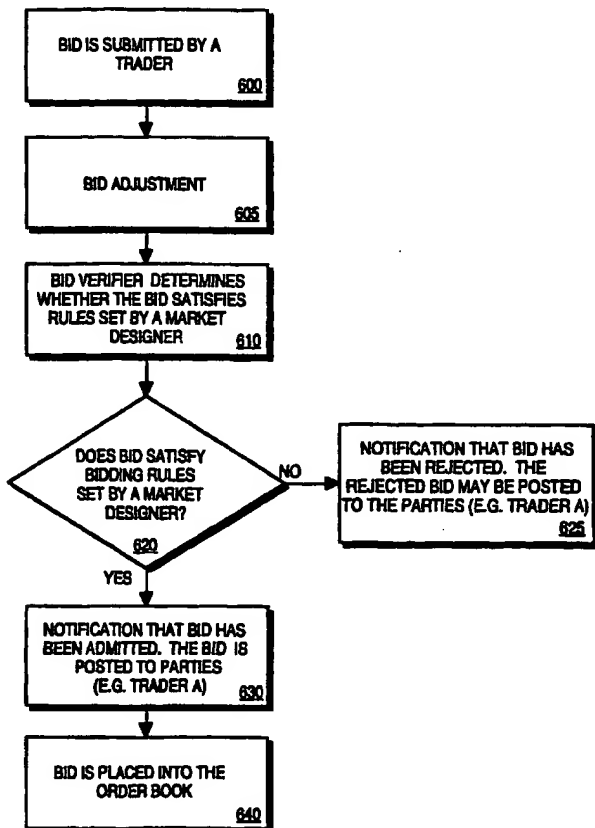 BID IS SUBMITTED BY A
TRADER
600
BID ADJUSTMENT
605
BID VERIFIER DETERMINES
WHETHER THE BID SATISFIES
RULES SET BY A MARKET
DESIGNER
610
DOES BID SATISFY
BIDDING RULES
SET BY A MARKET
DESIGNER?
620
NO
NOTIFICATION THAT BID HAS
BEEN REJECTED. THE
REJECTED BID MAY BE POSTED
TO THE PARTIES (E.G. TRADER A)
625
YES
NOTIFICATION THAT BID HAS
BEEN ADMITTED. THE BID IS
POSTED TO PARTIES
(E.G. TRADER A)
630
BID IS PLACED INTO THE
ORDER BOOK
640